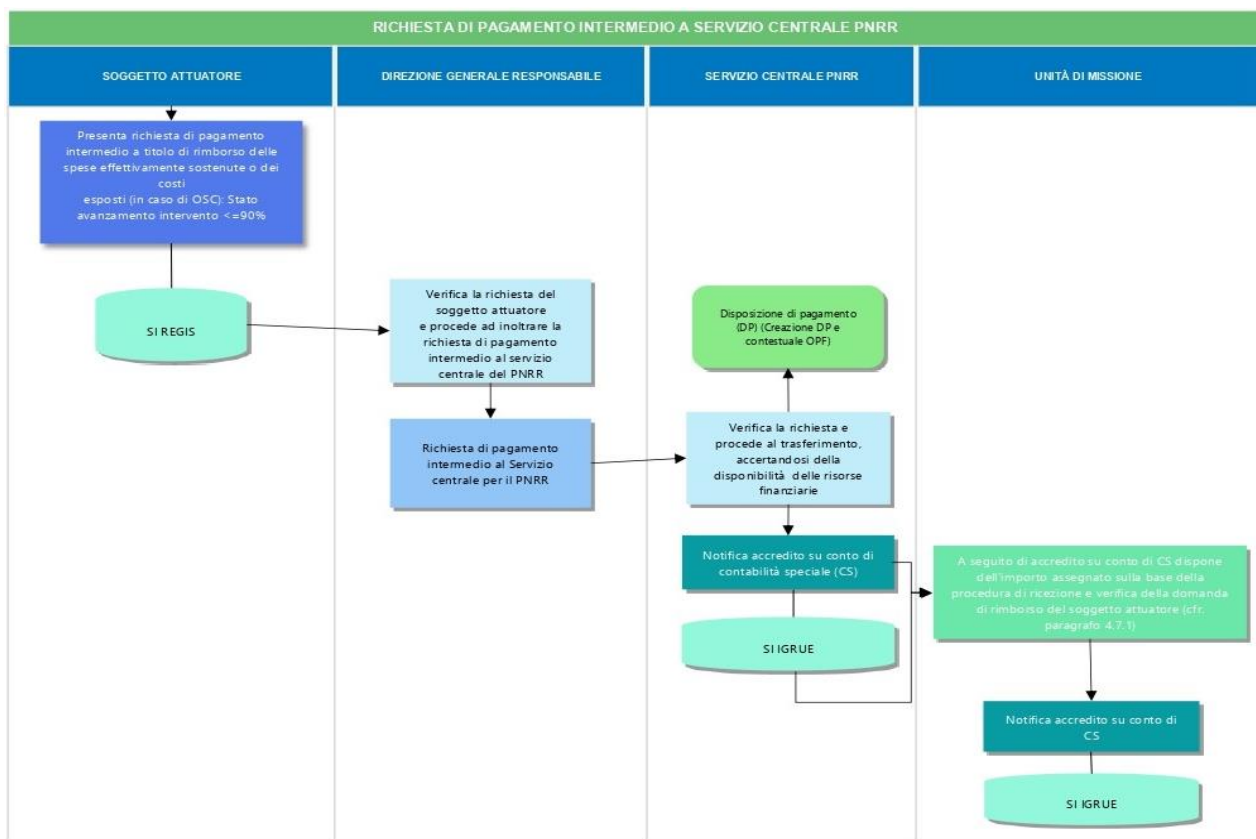 RICHIESTA DI PAGAMENTO INTERMEDIO A SERVIZIO CENTRALE PNRR
SOGGETTO ATTUATORE
DIREZIONE GENERALE RESPONSABILE
SERVIZIO CENTRALE PNRR
UNITÀ DI MISSIONE
Presenta richiesta di pagamento
intermedio a titolo di rimborso delle
spese effettivamente sostenute o dei
costi
esposti (in caso di OSC): Stato
avanzamento intervento <=90%
SI REGIS
Verifica la richiesta del
soggetto attuatore
e procede ad inoltrare la
richiesta di pagamento
intermedio al servizio
centrale del PNRR
Richiesta di pagamento
intermedio al Servizio
centrale per il PNRR
Disposizione di pagamento
(DP) (Creazione DP e
contestuale OPF)
Verifica la richiesta e
procede al trasferimento,
accertandosi della
disponibilità delle risorse
finanziarie
Notifica accredito su conto di
contabilità speciale (CS)
SI IGRUE
A seguito di accredito su conto di CS dispone
dell'importo assegnato sulla base della
procedura di ricezione e verifica della domanda
di rimborso del soggetto attuatore (cfr.
paragrafo 4.7.1)
Notifica accredito su conto di
CS
SI IGRUE